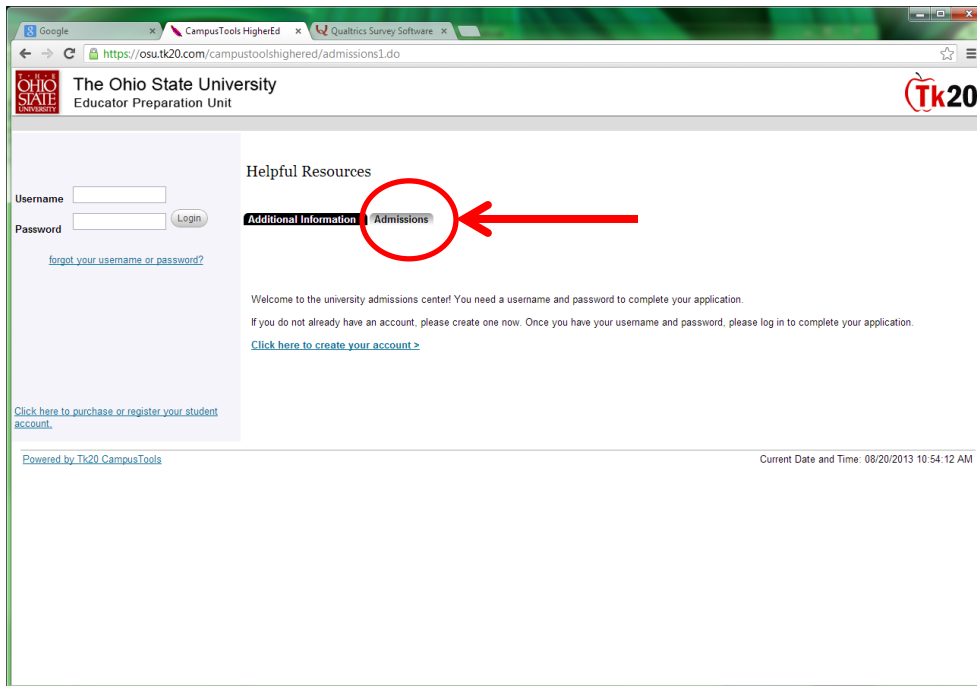 Google
CampusTools HigherEd
Qualtrics Survey Software
https://osu.tk20.com/campustoolshighered/admissions1.do
T·H·E
OHIO
STATE
UNIVERSITY
The Ohio State University
Educator Preparation Unit
Tk20
Username
Password
Login
forgot your username or password?
Click here to purchase or register your student
account.
Helpful Resources
Additional Information
Admissions
Welcome to the university admissions center! You need a username and password to complete your application.
If you do not already have an account, please create one now. Once you have your username and password, please log in to complete your application.
Click here to create your account >
Powered by Tk20 CampusTools
Current Date and Time: 08/20/2013 10:54:12 AM